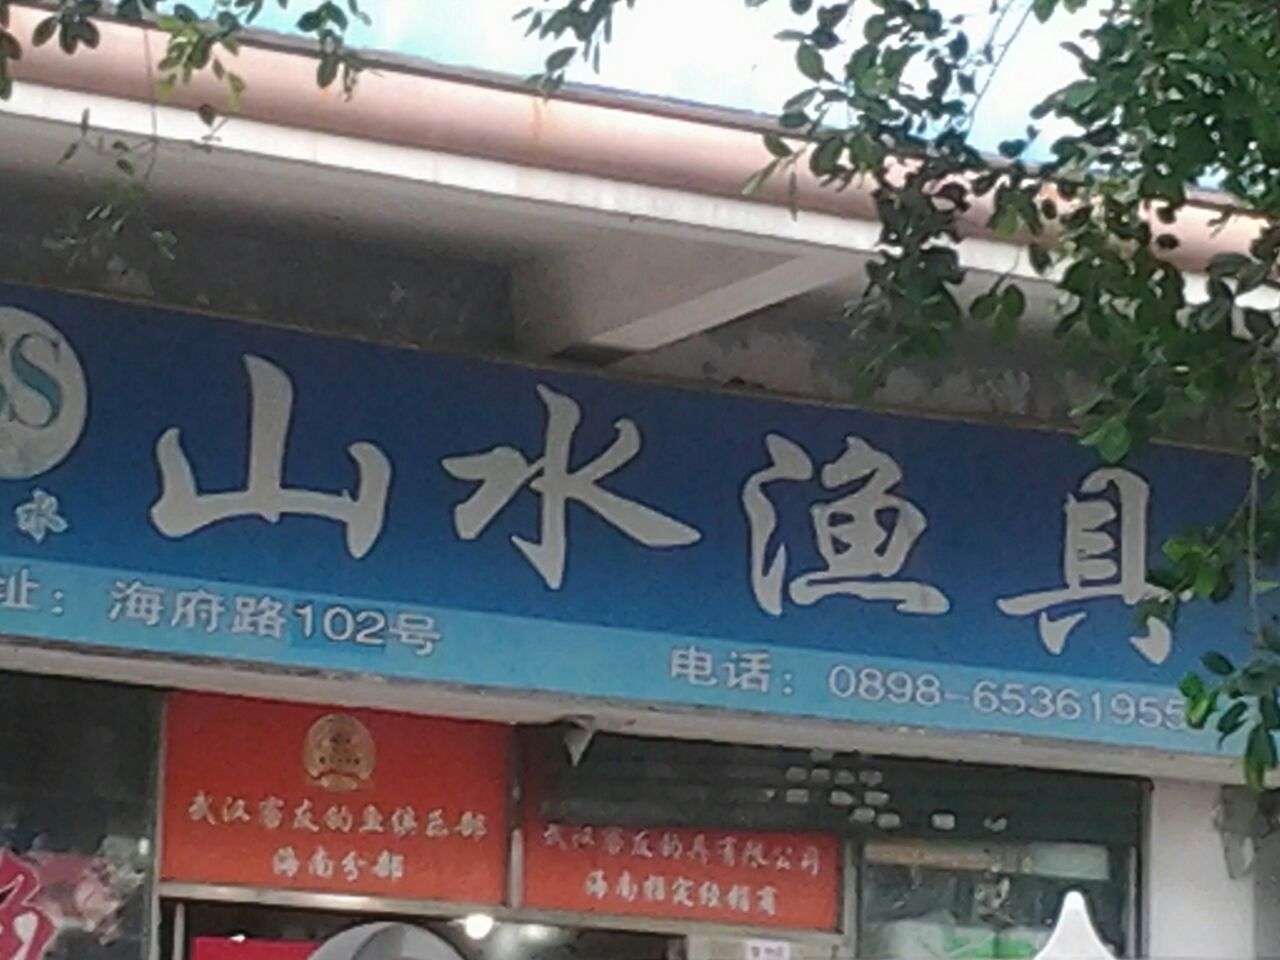 SS
水
山水渔具
址：海府路102号
电话：0898-65361955
武汉富友钓鱼俱乐部
海南分部
武汉富友钓具有限公司
海南指定经销商